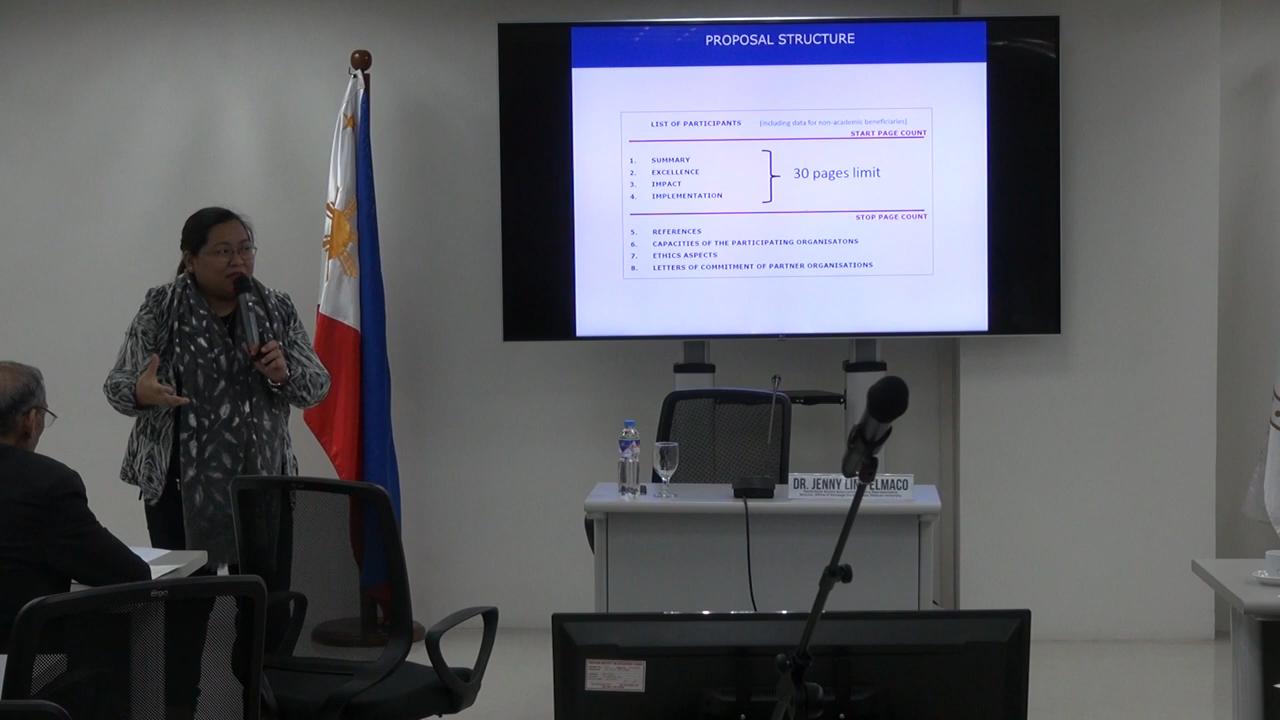 PROPOSAL STRUCTURE
LIST OF PARTICIPANTS (including data for non-academic beneficiaries)
START PAGE COUNT
1. SUMMARY
2. EXCELLENCE
3. IMPACT
4. IMPLEMENTATION
30 pages limit
STOP PAGE COUNT
5. REFERENCES
6. CAPACITIES OF THE PARTICIPATING ORGANISATONS
7. ETHICS ASPECTS
8. LETTERS OF COMMITMENT OF PARTNER ORGANISATIONS
DR. JENNY